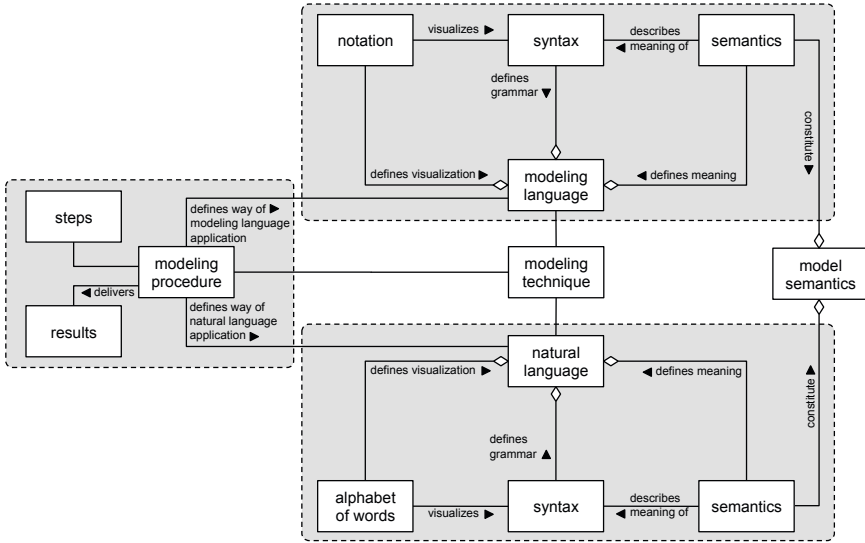 visualizes ►
describes
notation
syntax
semantics
◄ meaning of
defines
grammar ▼
constitute ►
defines visualization ►
modeling
language
◄ defines meaning
steps
defines way of ►
modeling language
application
modeling
procedure
modeling
technique
model
semantics
◄ delivers
results
defines way of
natural language
application ►
natural
language
defines visualization ►
◄ defines meaning
constitute ►
defines
grammar ▲
alphabet
of words
visualizes ►
syntax
describes
◄ meaning of
semantics